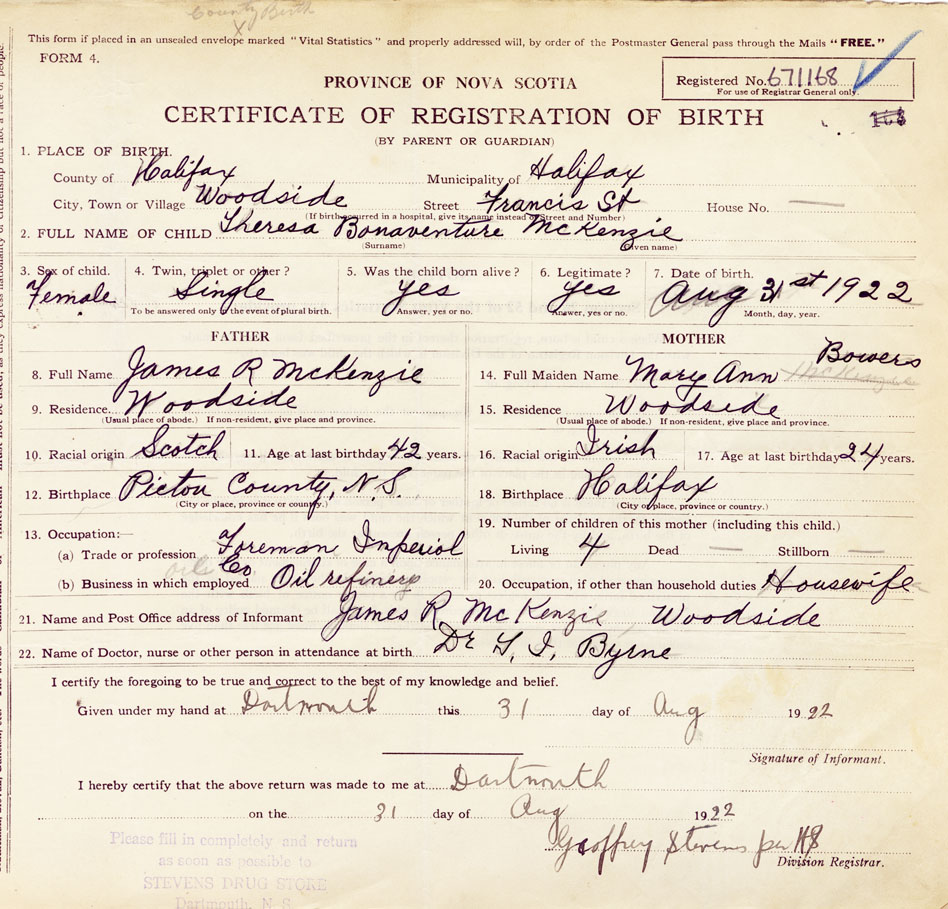 County Birth
X
This form if placed in an unsealed envelope marked "Vital Statistics" and properly addressed will, by order of the Postmaster General pass through the Mails "FREE."
FORM 4.
PROVINCE OF NOVA SCOTIA
Registered No. 671168
For use of Registrar General only.
CERTIFICATE OF REGISTRATION OF BIRTH
168
(BY PARENT OR GUARDIAN)
1. PLACE OF BIRTH.
County of Halifax Municipality of Halifax
City, Town or Village Woodside Street Francis St House No. —
(If birth occurred in a hospital, give its name instead of Street and Number)
2. FULL NAME OF CHILD Theresa Bonaventure McKenzie
(Surname) (Given name)
3. Sex of child. 4. Twin, triplet or other? 5. Was the child born alive? 6. Legitimate? 7. Date of birth.
Female Single yes yes Aug 31st 1922
To be answered only in the event of plural birth. Answer, yes or no. Answer, yes or no. Month, day, year.
FATHER MOTHER
8. Full Name James R McKenzie 14. Full Maiden Name Mary Ann Bowers
9. Residence Woodside 15. Residence Woodside
(Usual place of abode.) If non-resident, give place and province. (Usual place of abode.) If non-resident, give place and province.
10. Racial origin Scotch 11. Age at last birthday 42 years. 16. Racial origin Irish 17. Age at last birthday 24 years.
12. Birthplace Pictou County, N.S. 18. Birthplace Halifax
(City or place, province or country.) (City or place, province or country.)
13. Occupation:— 19. Number of children of this mother (including this child.)
(a) Trade or profession Foreman Imperiol Living 4 Dead — Stillborn —
Co
(b) Business in which employed Oil refinery 20. Occupation, if other than household duties Housewife
21. Name and Post Office address of Informant James R McKenzie Woodside
22. Name of Doctor, nurse or other person in attendance at birth Dr Byrne
I certify the foregoing to be true and correct to the best of my knowledge and belief.
Given under my hand at Dartmouth this 31 day of Aug 1922
Signature of Informant.
I hereby certify that the above return was made to me at Dartmouth
on the 31 day of Aug 1922
Geoffrey Stevens per HS
Division Registrar.
Please fill in completely and return
as soon as possible to
STEVENS DRUG STORE
Dartmouth, N. S.